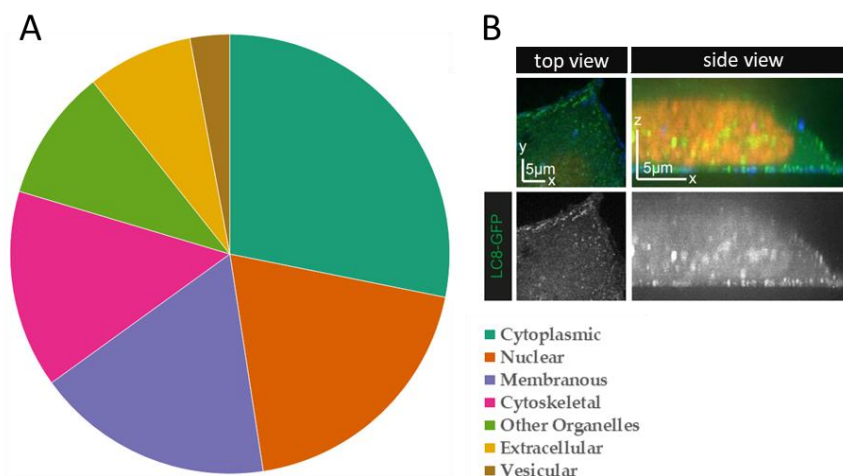 A
B
top view
side view
y
5µm
x
z
5µm
x
LC8-GFP
Cytoplasmic
Nuclear
Membranous
Cytoskeletal
Other Organelles
Extracellular
Vesicular